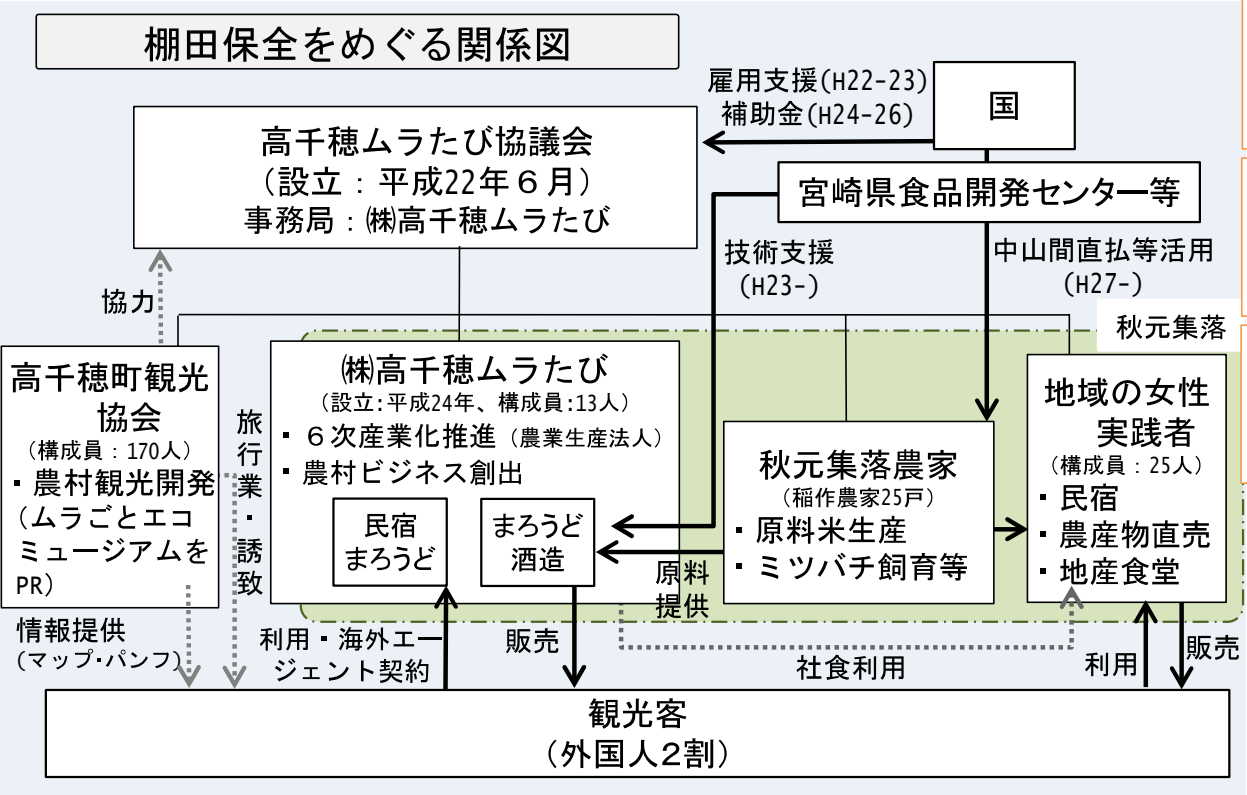 棚田保全をめぐる関係図
雇用支援(H22-23)
補助金(H24-26)
国
高千穂ムラたび協議会
（設立：平成22年６月）
事務局：㈱高千穂ムラたび
宮崎県食品開発センター等
技術支援
(H23-)
中山間直払等活用
(H27-)
協力
秋元集落
高千穂町観光
協会
（構成員：170人）
・農村観光開発
（ムラごとエコ
ミュージアムを
PR）
旅行業・誘致
㈱高千穂ムラたび
（設立:平成24年、構成員:13人）
・６次産業化推進（農業生産法人）
・農村ビジネス創出
民宿
まろうど
まろうど
酒造
秋元集落農家
（稲作農家25戸）
・原料米生産
・ミツバチ飼育等
原料
提供
地域の女性
実践者
（構成員：25人）
・民宿
・農産物直売
・地産食堂
情報提供
(マップ・パンフ)
利用・海外エー
ジェント契約
販売
社食利用
利用
販売
観光客
（外国人２割）